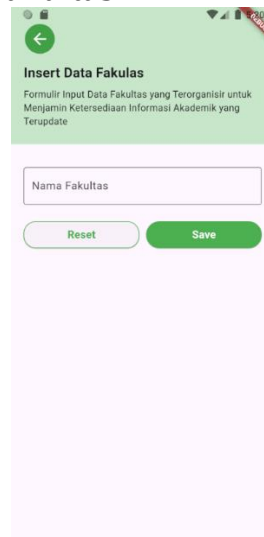 Insert Data Fakulas
Formulir Input Data Fakultas yang Terorganisir untuk
Menjamin Ketersediaan Informasi Akademik yang
Terupdate
Nama Fakultas
Reset
Save